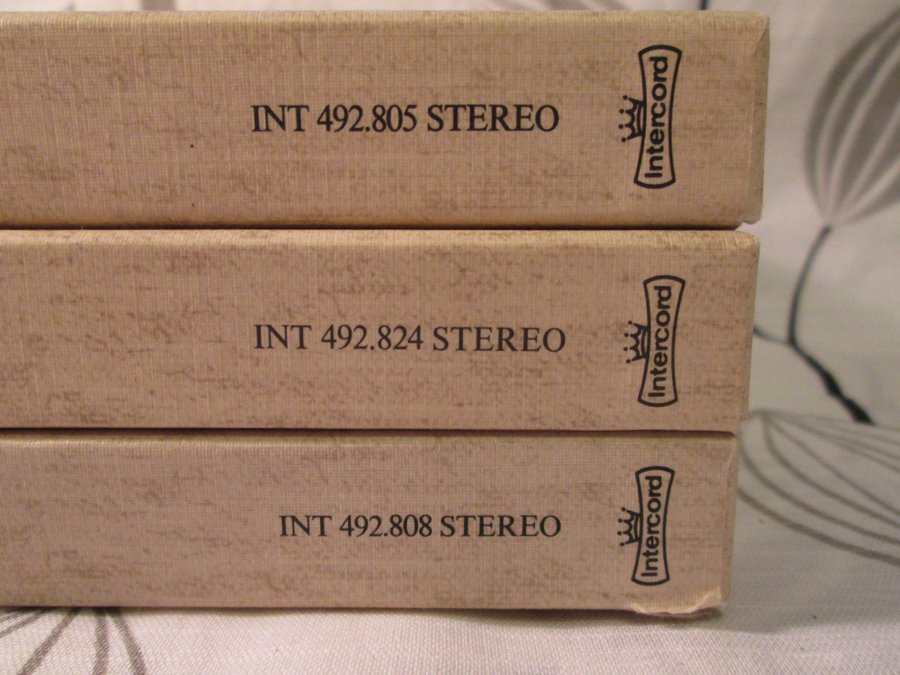 INT 492.805 STEREO
Intercord
INT 492.824 STEREO
Intercord
INT 492.808 STEREO
Intercord